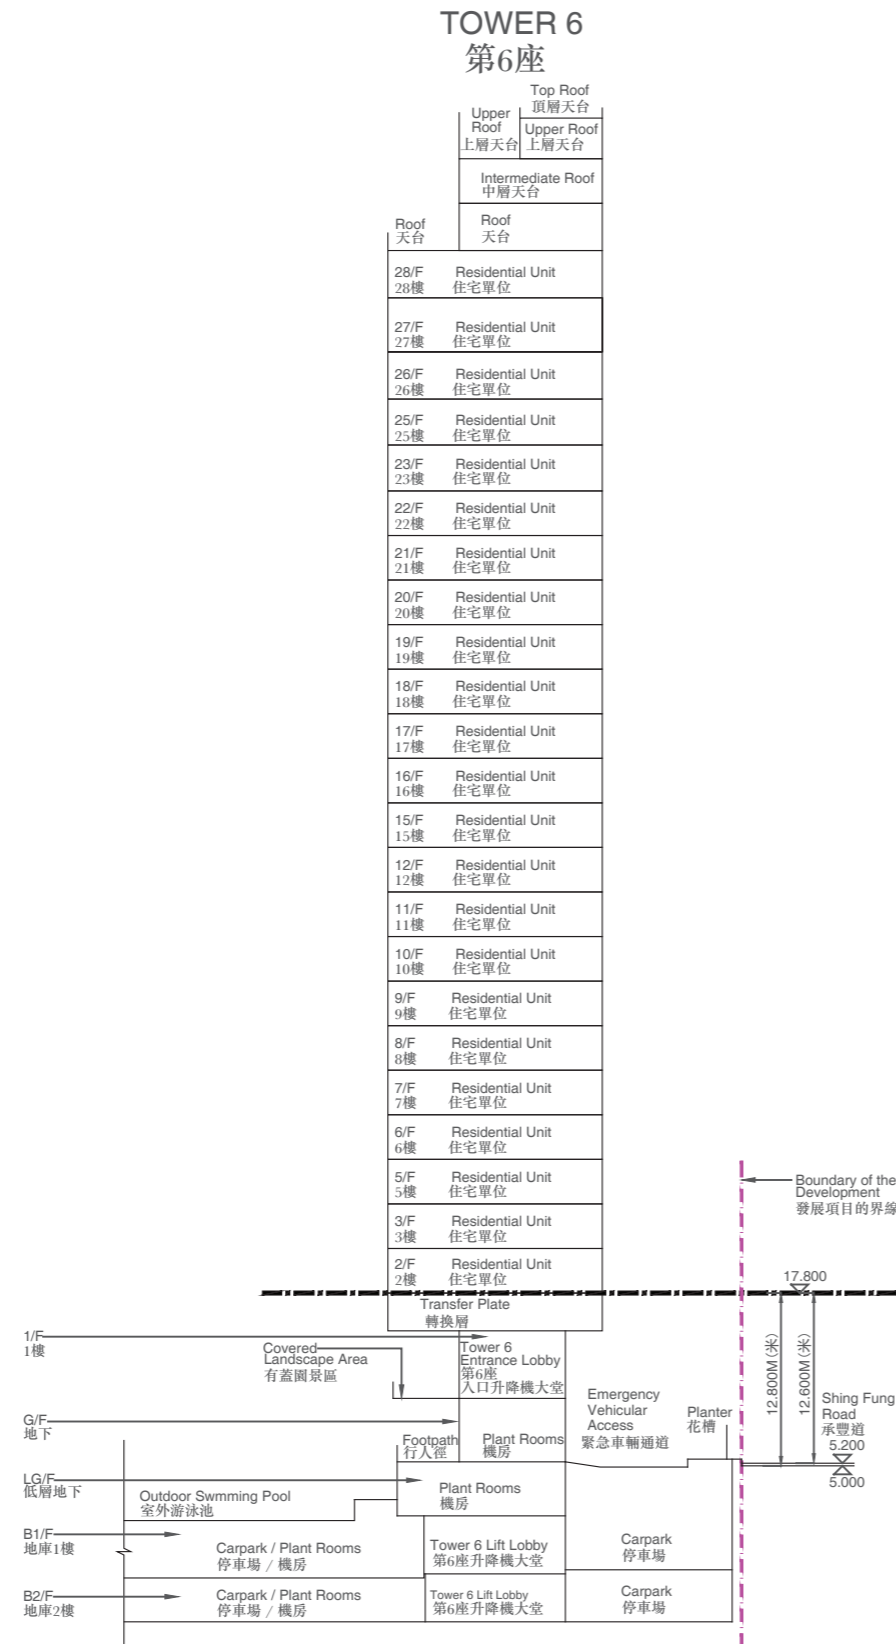 TOWER 6
第6座
Top Roof
頂層天台
Upper
Roof
上層天台
Upper Roof
上層天台
Intermediate Roof
中層天台
Roof
天台
Roof
天台
28/F Residential Unit
28樓 住宅單位
27/F Residential Unit
27樓 住宅單位
26/F Residential Unit
26樓 住宅單位
25/F Residential Unit
25樓 住宅單位
23/F Residential Unit
23樓 住宅單位
22/F Residential Unit
22樓 住宅單位
21/F Residential Unit
21樓 住宅單位
20/F Residential Unit
20樓 住宅單位
19/F Residential Unit
19樓 住宅單位
18/F Residential Unit
18樓 住宅單位
17/F Residential Unit
17樓 住宅單位
16/F Residential Unit
16樓 住宅單位
15/F Residential Unit
15樓 住宅單位
12/F Residential Unit
12樓 住宅單位
11/F Residential Unit
11樓 住宅單位
10/F Residential Unit
10樓 住宅單位
9/F Residential Unit
9樓 住宅單位
8/F Residential Unit
8樓 住宅單位
7/F Residential Unit
7樓 住宅單位
6/F Residential Unit
6樓 住宅單位
5/F Residential Unit
5樓 住宅單位
3/F Residential Unit
3樓 住宅單位
2/F Residential Unit
2樓 住宅單位
Boundary of the
Development
發展項目的界線
17.800
Transfer Plate
轉換層
1/F
1樓
Covered
Landscape Area
有蓋園景區
Tower 6
Entrance Lobby
第6座
入口升降機大堂
12.800M(米)
12.600M(米)
Emergency
Vehicular
Access
緊急車輛通道
Planter
花槽
Shing Fung
Road
承豐道
5.200
5.000
G/F
地下
Footpath
行人徑
Plant Rooms
機房
LG/F
低層地下
Outdoor Swmming Pool
室外游泳池
Plant Rooms
機房
B1/F
地庫1樓
Carpark / Plant Rooms
停車場 / 機房
Tower 6 Lift Lobby
第6座升降機大堂
Carpark
停車場
B2/F
地庫2樓
Carpark / Plant Rooms
停車場 / 機房
Tower 6 Lift Lobby
第6座升降機大堂
Carpark
停車場